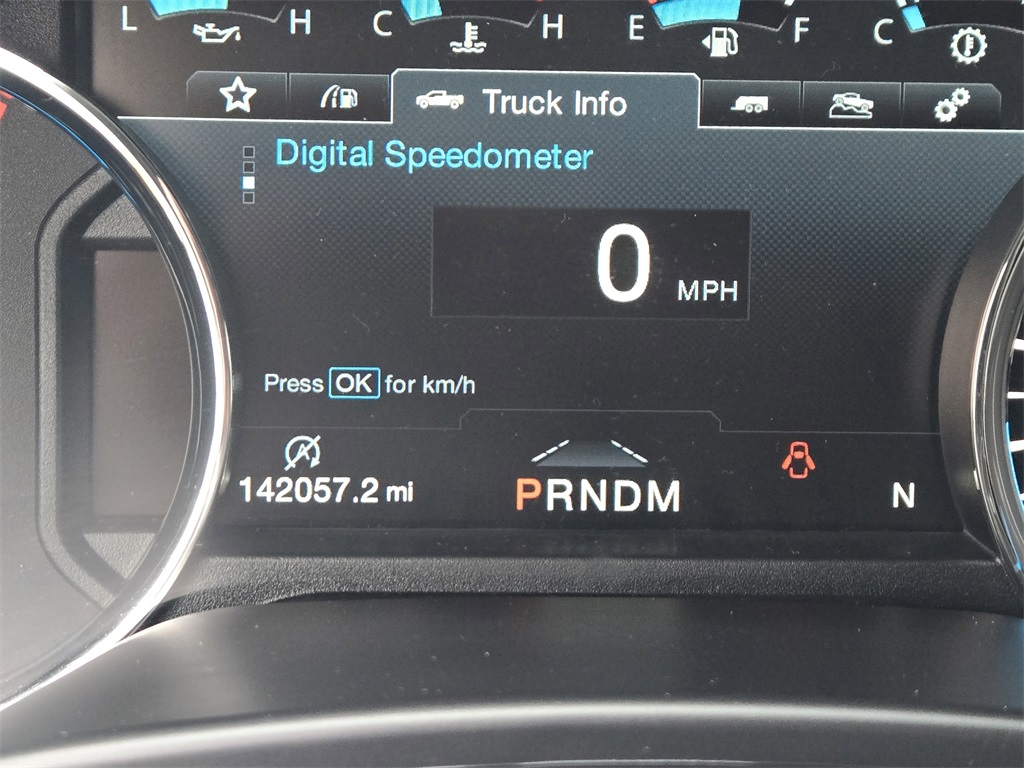 L H C H E F C
Truck Info
Digital Speedometer
0 MPH
Press OK for km/h
142057.2 mi PRNDM N